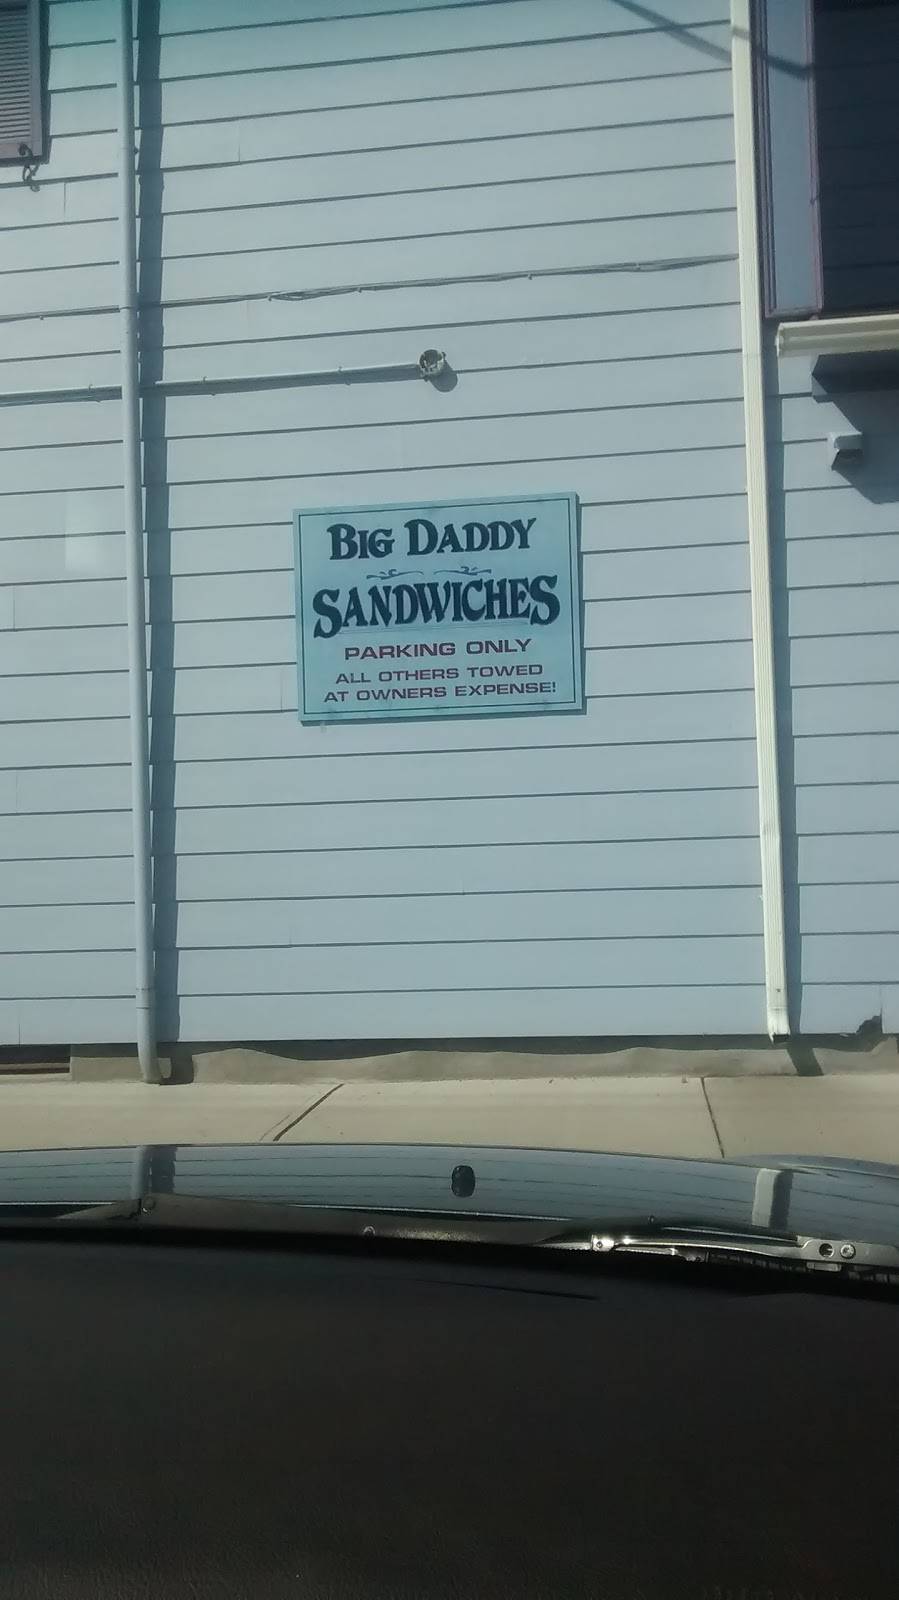 BIG DADDY
SANDWICHES
PARKING ONLY
ALL OTHERS TOWED
AT OWNERS EXPENSE!